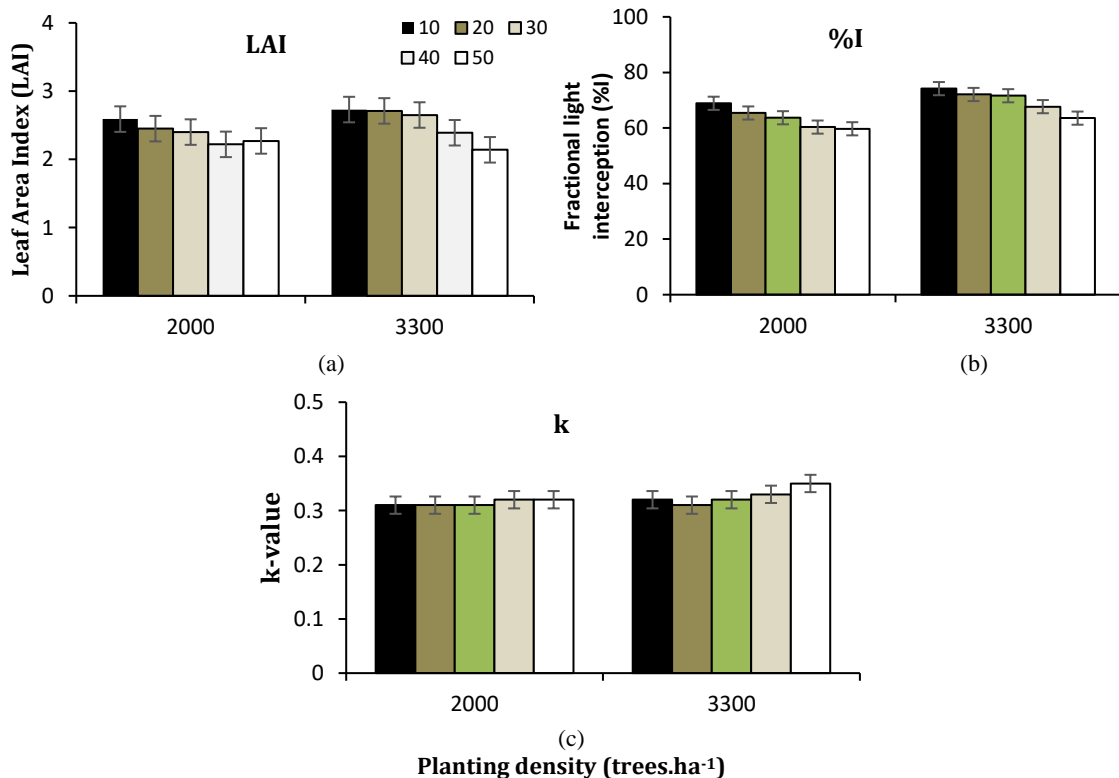 LAI
10 20 30
40 50
Leaf Area Index (LAI)
4
3
2
1
0
2000 3300
(a)
%I
Fractional light
interception (%I)
100
80
60
40
20
0
2000 3300
(b)
k
k-value
0.5
0.4
0.3
0.2
0.1
0
2000 3300
(c)
Planting density (trees.ha⁻¹)